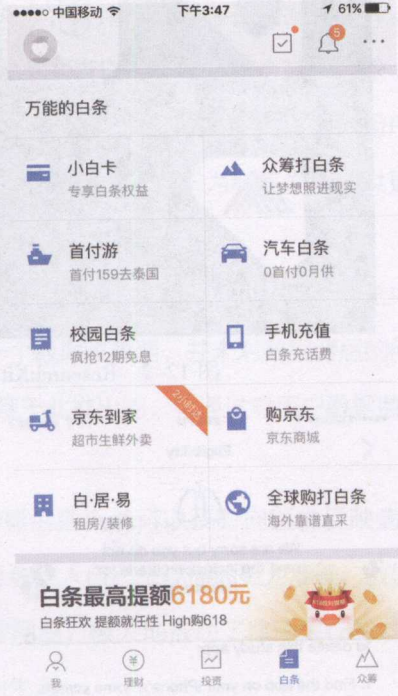 中国移动
下午3:47
61%
5
万能的白条
小白卡
专享白条权益
众筹打白条
让梦想照进现实
首付游
首付159去泰国
汽车白条
0首付0月供
校园白条
疯抢12期免息
手机充值
白条充话费
京东到家
超市生鲜外卖
2小时达
购京东
京东商城
白·居·易
租房/装修
全球购打白条
海外靠谱直采
白条最高提额6180元
白条狂欢 提额就任性 High购618
我
理财
投资
白条
众筹